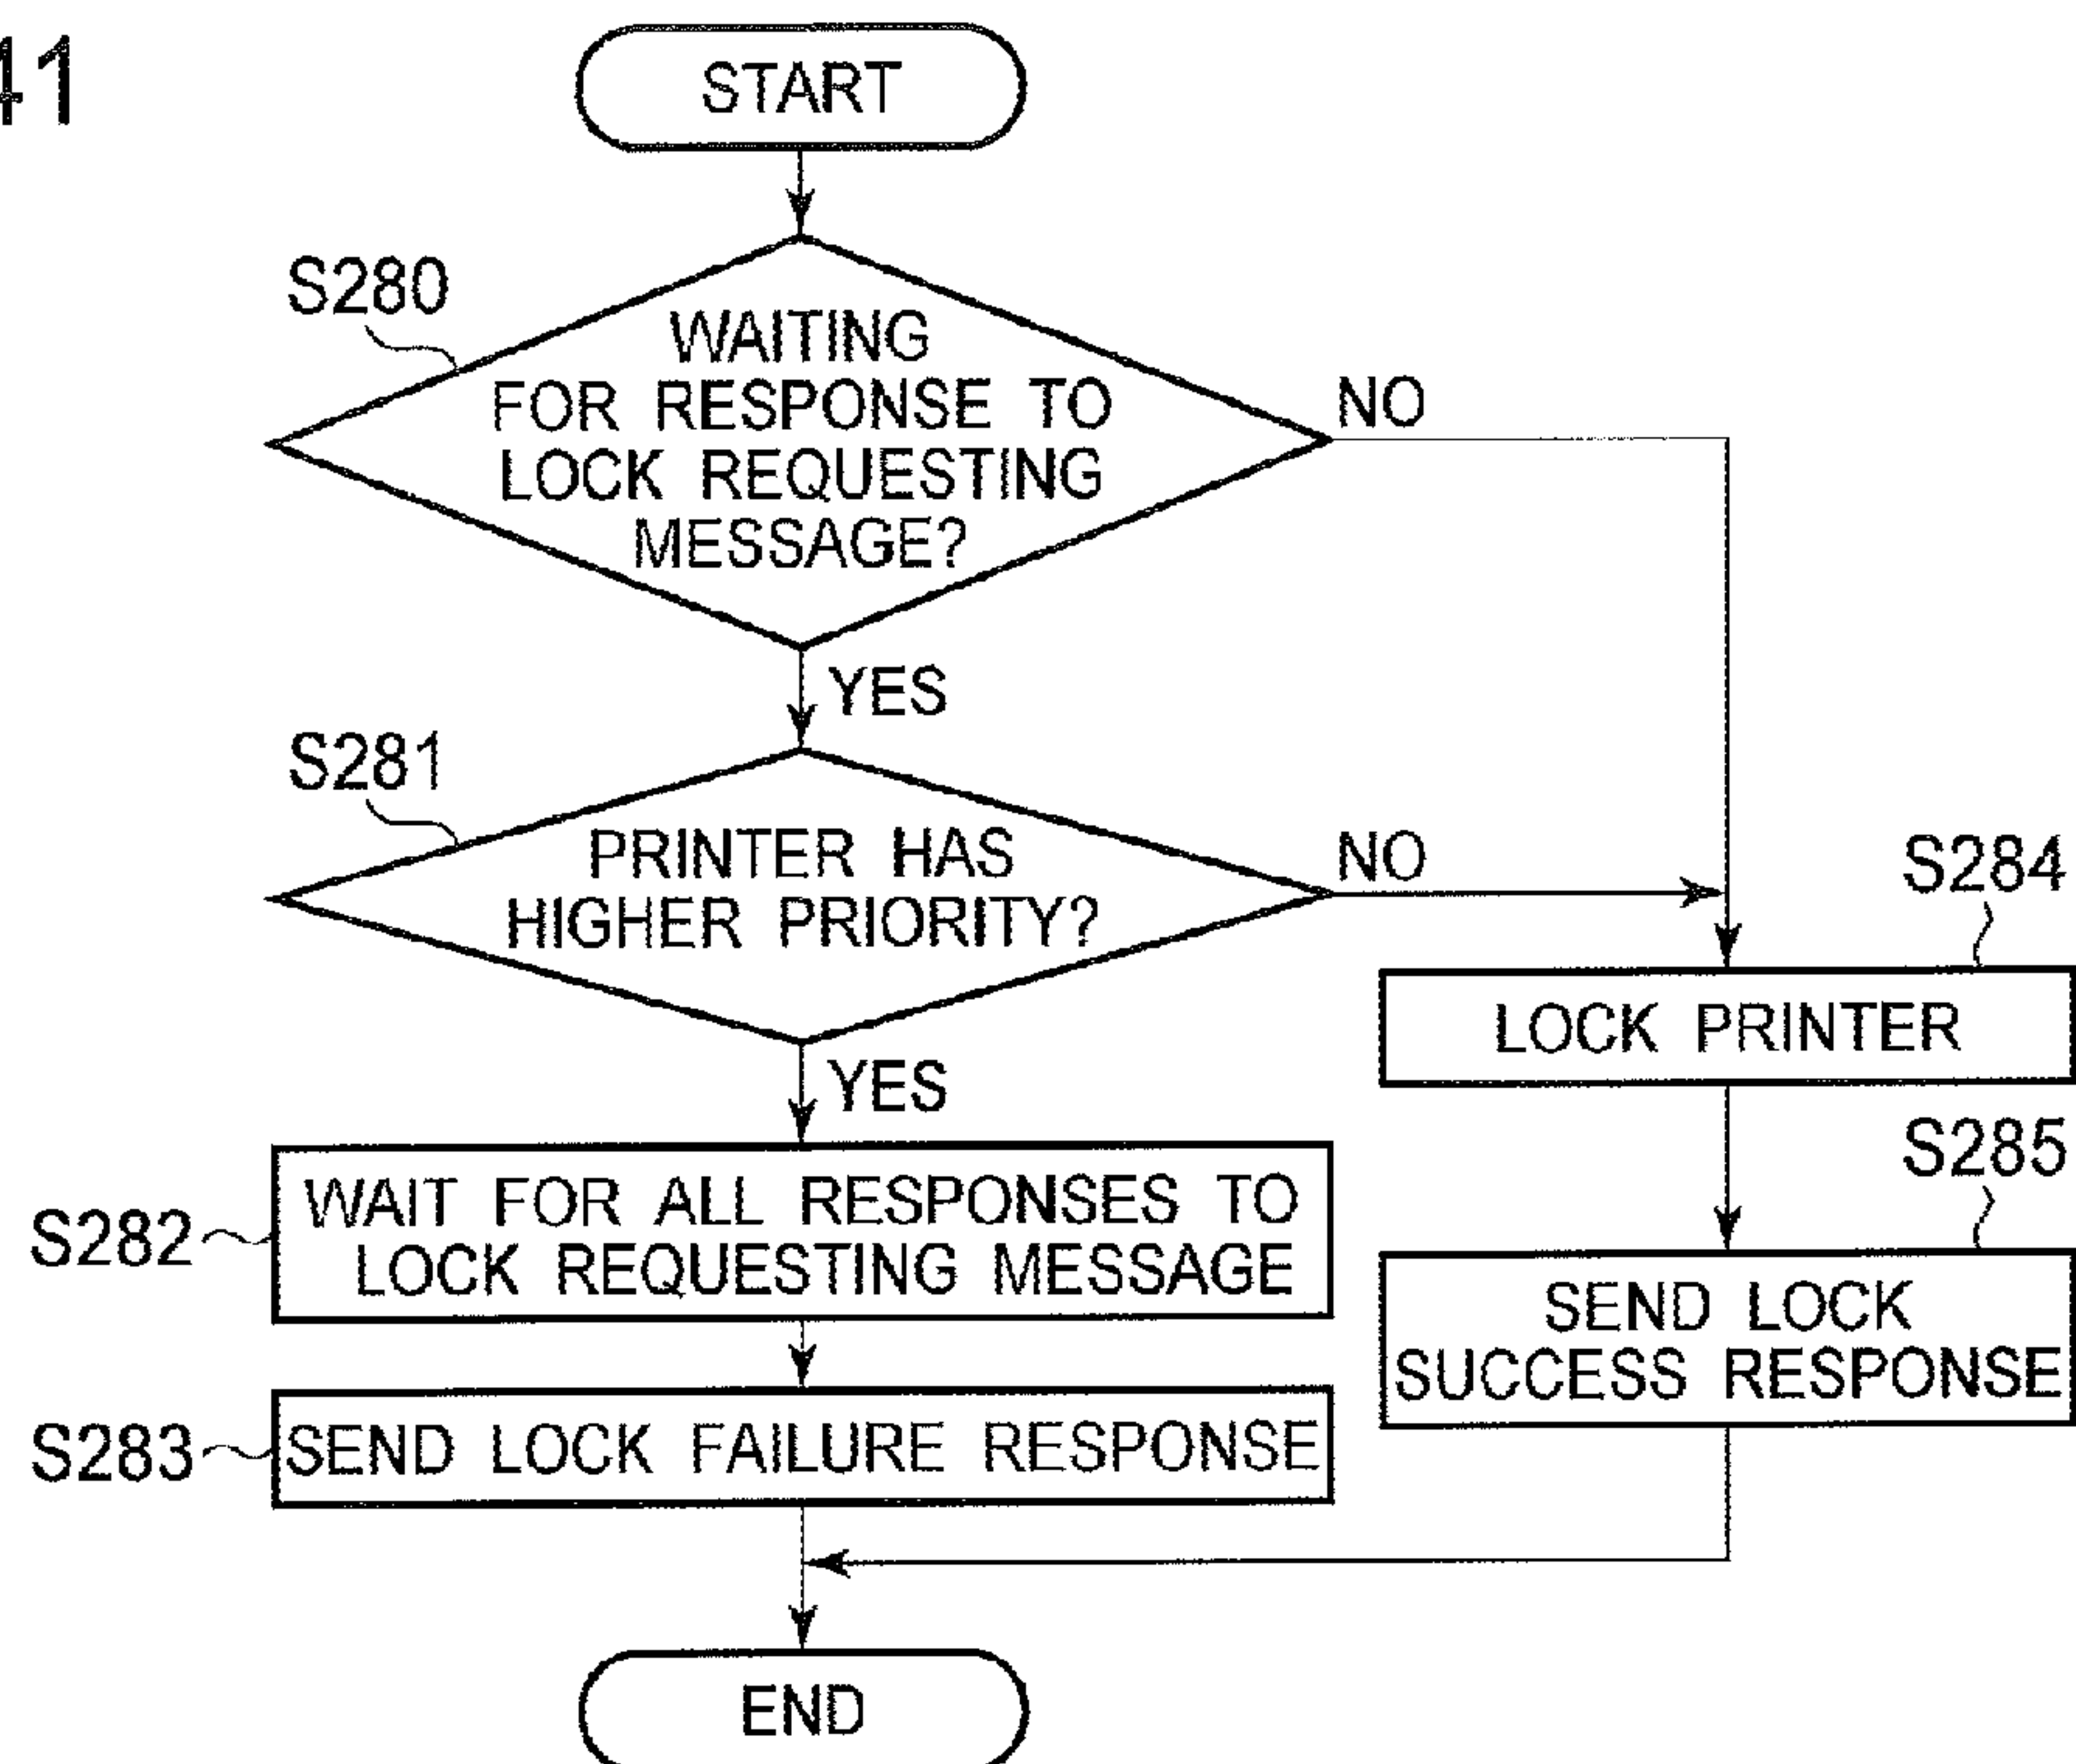 41
START
S280
WAITING
FOR RESPONSE TO
LOCK REQUESTING
MESSAGE?
NO
YES
S281
PRINTER HAS
HIGHER PRIORITY?
NO
YES
S284
LOCK PRINTER
S282
WAIT FOR ALL RESPONSES TO
LOCK REQUESTING MESSAGE
S285
SEND LOCK
SUCCESS RESPONSE
S283
SEND LOCK FAILURE RESPONSE
END